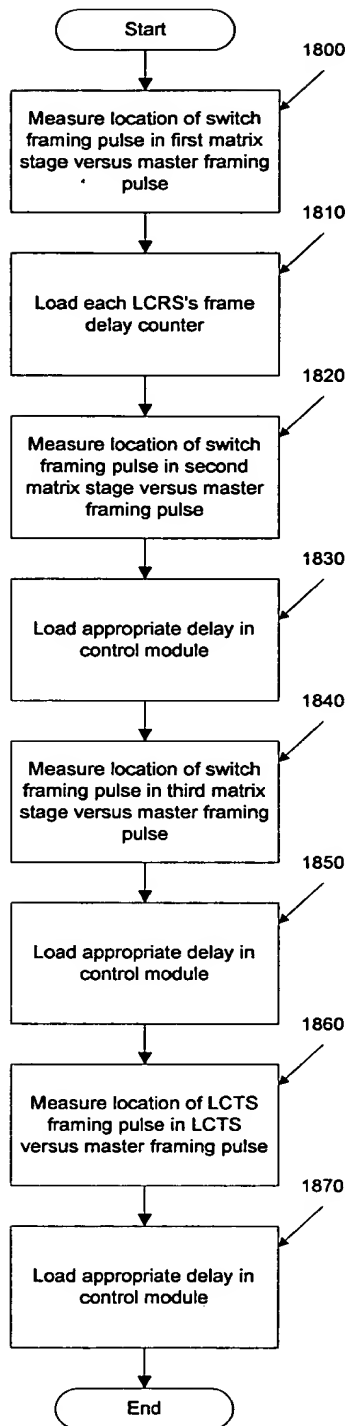 Start
1800
Measure location of switch
framing pulse in first matrix
stage versus master framing
pulse
1810
Load each LCRS's frame
delay counter
1820
Measure location of switch
framing pulse in second
matrix stage versus master
framing pulse
1830
Load appropriate delay in
control module
1840
Measure location of switch
framing pulse in third matrix
stage versus master framing
pulse
1850
Load appropriate delay in
control module
1860
Measure location of LCTS
framing pulse in LCTS
versus master framing pulse
1870
Load appropriate delay in
control module
End